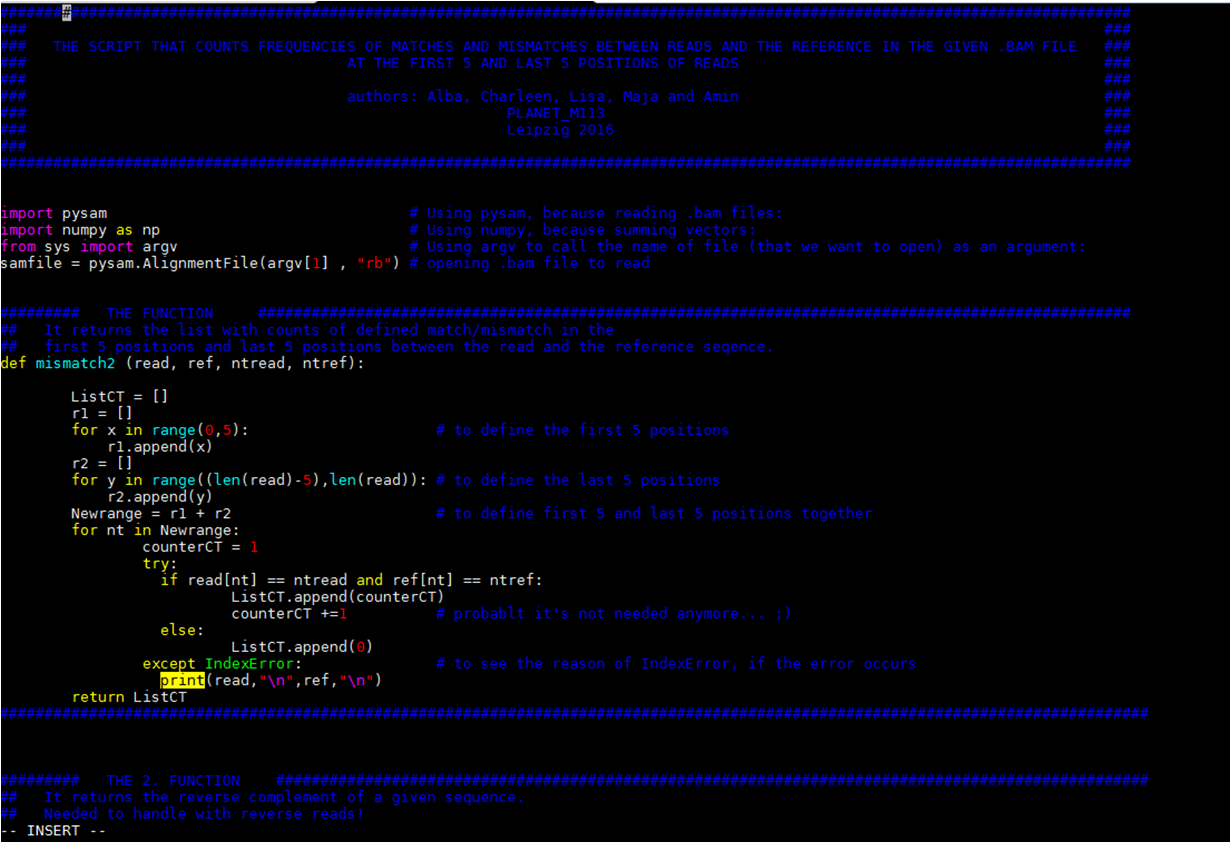 ###############################################################################################################################
###                                                                                                                         ###
###   THE SCRIPT THAT COUNTS FREQUENCIES OF MATCHES AND MISMATCHES BETWEEN READS AND THE REFERENCE IN THE GIVEN .BAM FILE   ###
###                                    AT THE FIRST 5 AND LAST 5 POSITIONS OF READS                                         ###
###                                                                                                                         ###
###                                    authors: Alba, Charleen, Lisa, Maja and Amin                                         ###
###                                                      PLANET_M113                                                        ###
###                                                      Leipzig 2016                                                       ###
###                                                                                                                         ###
###############################################################################################################################
import pysam                                  # Using pysam, because reading .bam files:
import numpy as np                            # Using numpy, because summing vectors:
from sys import argv                          # Using argv to call the name of file (that we want to open) as an argument:
samfile = pysam.AlignmentFile(argv[1] , "rb") # opening .bam file to read
#########   THE FUNCTION     ##################################################################################################
##   It returns the list with counts of defined match/mismatch in the
##   first 5 positions and last 5 positions between the read and the reference seqence.
def mismatch2 (read, ref, ntread, ntref):
        ListCT = []
        r1 = []
        for x in range(0,5):                     # to define the first 5 positions
            r1.append(x)
        r2 = []
        for y in range((len(read)-5),len(read)): # to define the last 5 positions
            r2.append(y)
        Newrange = r1 + r2                       # to define first 5 and last 5 positions together
        for nt in Newrange:
                counterCT = 1
                try:
                  if read[nt] == ntread and ref[nt] == ntref:
                          ListCT.append(counterCT)
                          counterCT +=1          # probablt it's not needed anymore... ;)
                  else:
                          ListCT.append(0)
                except IndexError:               # to see the reason of IndexError, if the error occurs
                  print(read,"\n",ref,"\n")
        return ListCT
#################################################################################################################################
#########   THE 2. FUNCTION    ##################################################################################################
##   It returns the reverse complement of a given sequence.
##   Needed to handle with reverse reads!
-- INSERT --